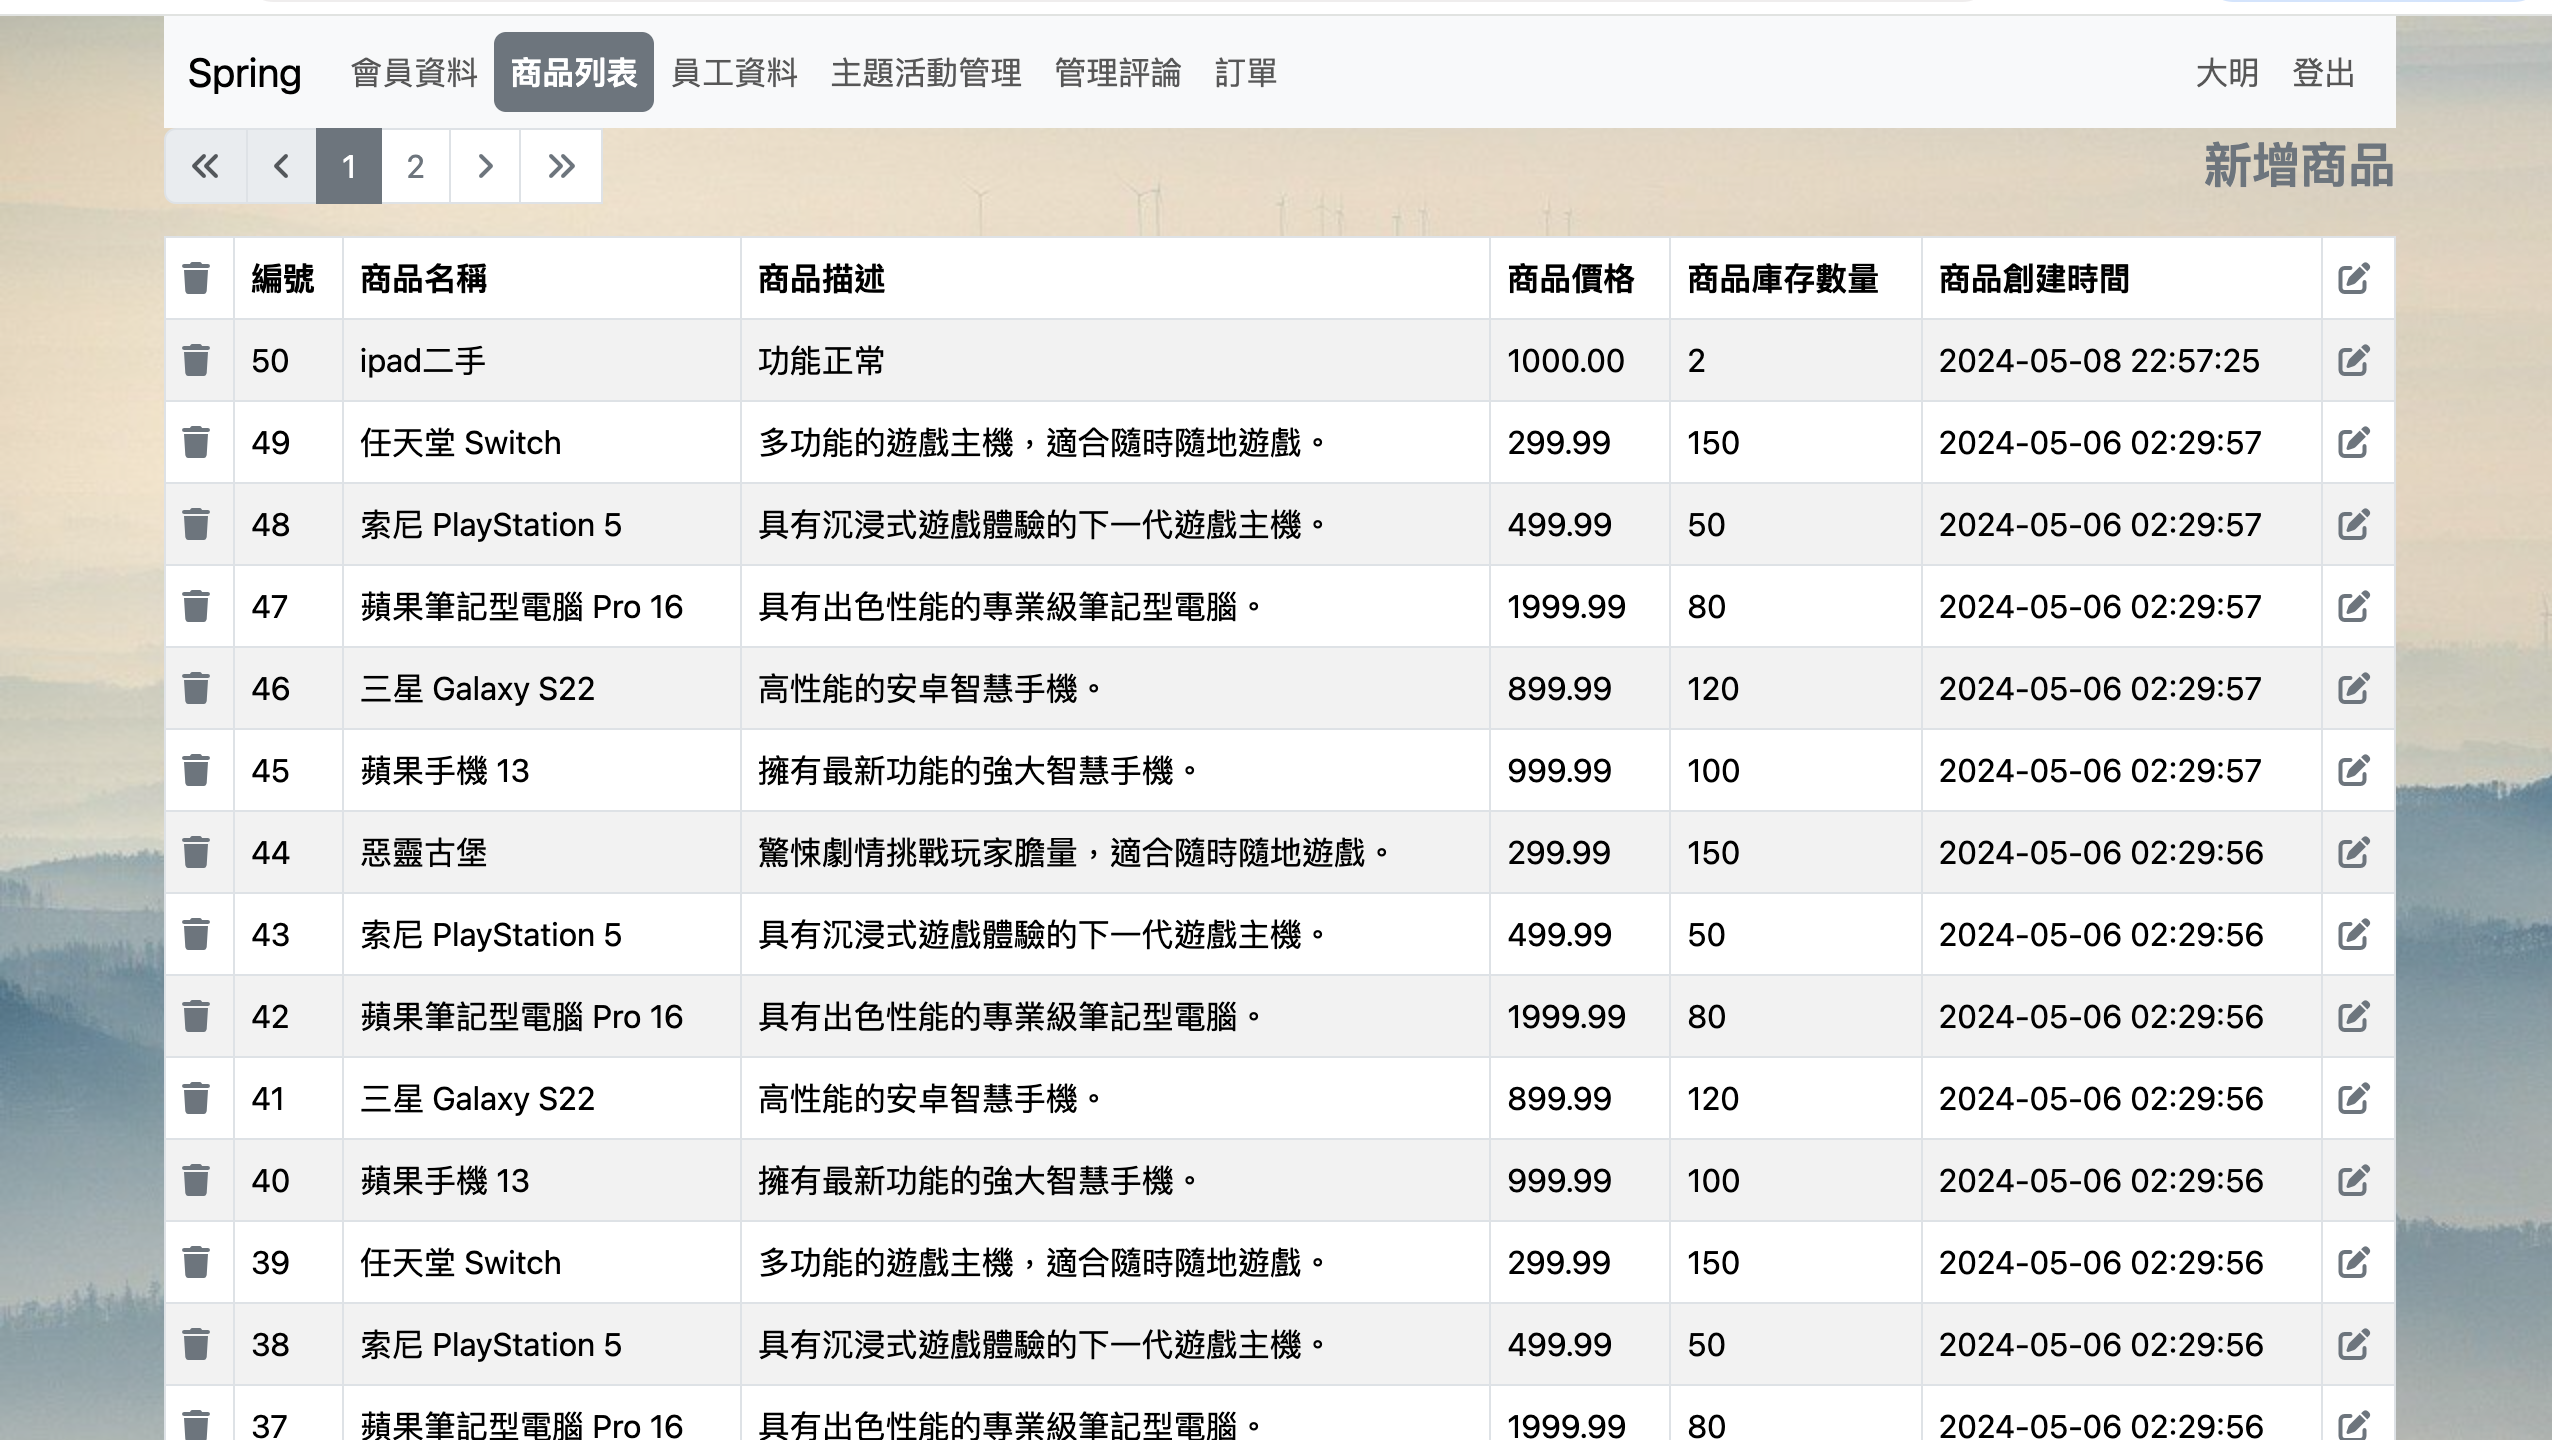 Spring 會員資料 商品列表 員工資料 主題活動管理 管理評論 訂單 大明 登出
1 2 新增商品
編號 商品名稱 商品描述 商品價格 商品庫存數量 商品創建時間
50 ipad二手 功能正常 1000.00 2 2024-05-08 22:57:25
49 任天堂 Switch 多功能的遊戲主機，適合隨時隨地遊戲。 299.99 150 2024-05-06 02:29:57
48 索尼 PlayStation 5 具有沉浸式遊戲體驗的下一代遊戲主機。 499.99 50 2024-05-06 02:29:57
47 蘋果筆記型電腦 Pro 16 具有出色性能的專業級筆記型電腦。 1999.99 80 2024-05-06 02:29:57
46 三星 Galaxy S22 高性能的安卓智慧手機。 899.99 120 2024-05-06 02:29:57
45 蘋果手機 13 擁有最新功能的強大智慧手機。 999.99 100 2024-05-06 02:29:57
44 惡靈古堡 驚悚劇情挑戰玩家膽量，適合隨時隨地遊戲。 299.99 150 2024-05-06 02:29:56
43 索尼 PlayStation 5 具有沉浸式遊戲體驗的下一代遊戲主機。 499.99 50 2024-05-06 02:29:56
42 蘋果筆記型電腦 Pro 16 具有出色性能的專業級筆記型電腦。 1999.99 80 2024-05-06 02:29:56
41 三星 Galaxy S22 高性能的安卓智慧手機。 899.99 120 2024-05-06 02:29:56
40 蘋果手機 13 擁有最新功能的強大智慧手機。 999.99 100 2024-05-06 02:29:56
39 任天堂 Switch 多功能的遊戲主機，適合隨時隨地遊戲。 299.99 150 2024-05-06 02:29:56
38 索尼 PlayStation 5 具有沉浸式遊戲體驗的下一代遊戲主機。 499.99 50 2024-05-06 02:29:56
37 蘋果筆記型電腦 Pro 16 具有出色性能的專業級筆記型電腦。 1999.99 80 2024-05-06 02:29:56